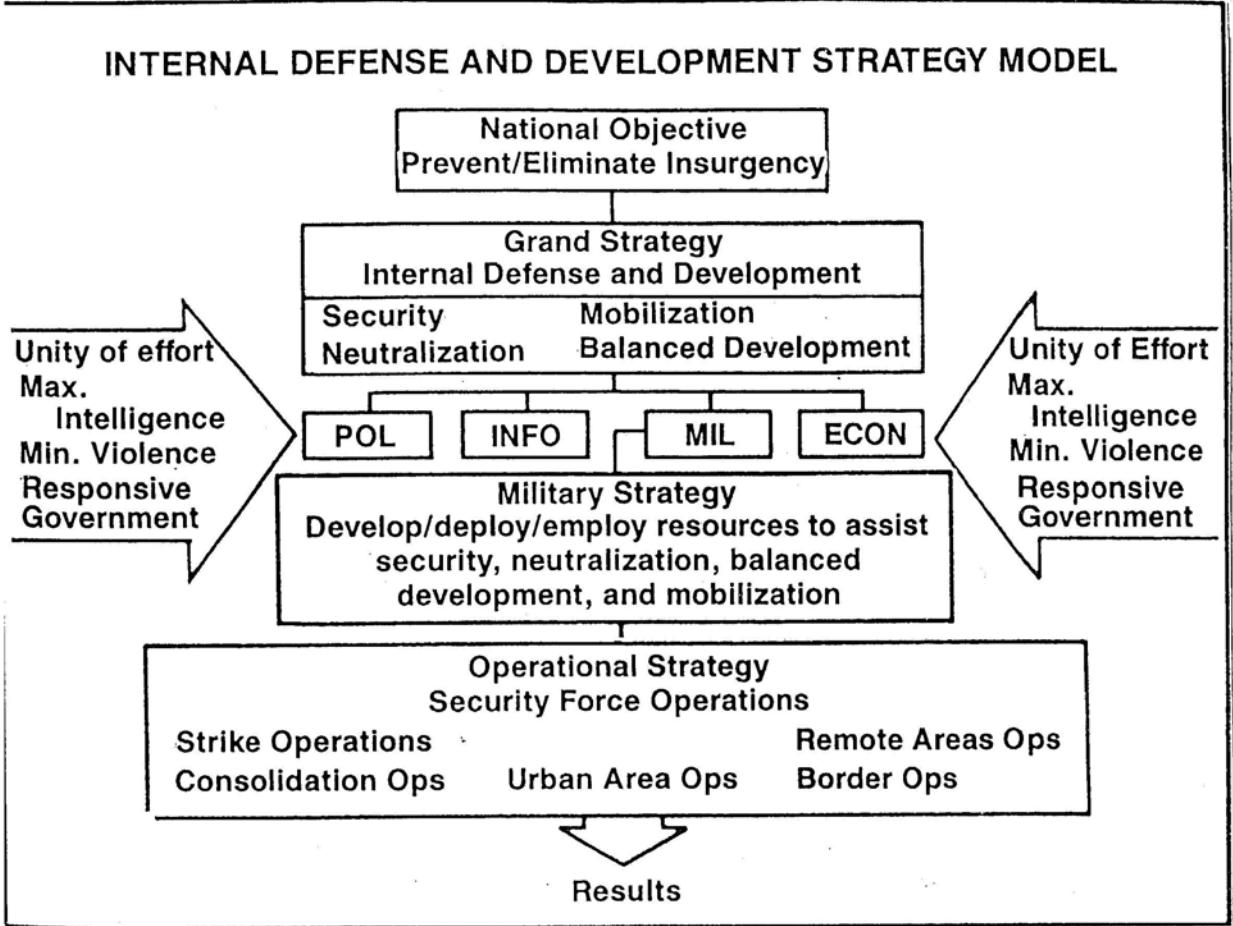 INTERNAL DEFENSE AND DEVELOPMENT STRATEGY MODEL
National Objective
Prevent/Eliminate Insurgency
Grand Strategy
Internal Defense and Development
Security Mobilization
Neutralization Balanced Development
Unity of effort
Max.
Intelligence
Min. Violence
Responsive
Government
POL INFO MIL ECON
Unity of Effort
Max.
Intelligence
Min. Violence
Responsive
Government
Military Strategy
Develop/deploy/employ resources to assist
security, neutralization, balanced
development, and mobilization
Operational Strategy
Security Force Operations
Strike Operations Remote Areas Ops
Consolidation Ops Urban Area Ops Border Ops
Results